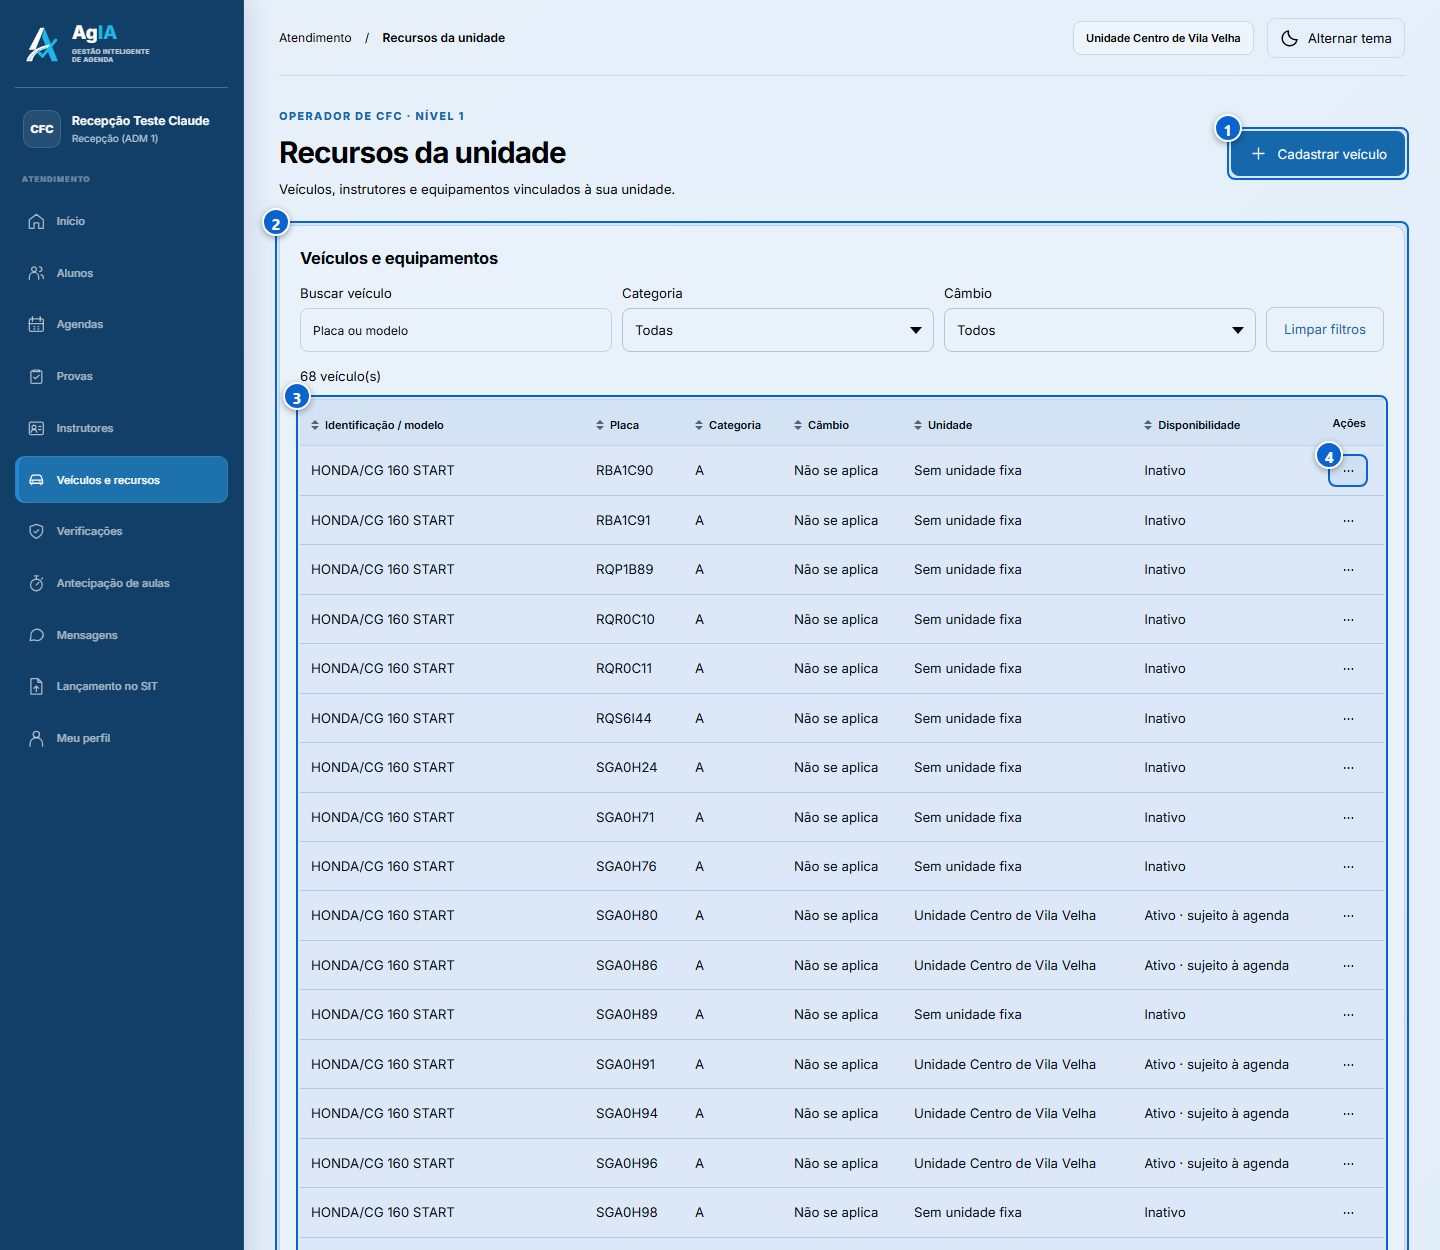 AgIA
GESTÃO INTELIGENTE
DE AGENDA
CFC
Recepção Teste Claude
Recepção (ADM 1)
ATENDIMENTO
Início
Alunos
Agendas
Provas
Instrutores
Veículos e recursos
Verificações
Antecipação de aulas
Mensagens
Lançamento no SIT
Meu perfil
Atendimento / Recursos da unidade
Unidade Centro de Vila Velha
Alternar tema
OPERADOR DE CFC · NÍVEL 1
Recursos da unidade
Veículos, instrutores e equipamentos vinculados à sua unidade.
1
+ Cadastrar veículo
2
Veículos e equipamentos
Buscar veículo Categoria Câmbio
Placa ou modelo Todas Todos Limpar filtros
68 veículo(s)
3
Identificação / modelo Placa Categoria Câmbio Unidade Disponibilidade Ações
4
HONDA/CG 160 START RBA1C90 A Não se aplica Sem unidade fixa Inativo ...
HONDA/CG 160 START RBA1C91 A Não se aplica Sem unidade fixa Inativo ...
HONDA/CG 160 START RQP1B89 A Não se aplica Sem unidade fixa Inativo ...
HONDA/CG 160 START RQR0C10 A Não se aplica Sem unidade fixa Inativo ...
HONDA/CG 160 START RQR0C11 A Não se aplica Sem unidade fixa Inativo ...
HONDA/CG 160 START RQS6I44 A Não se aplica Sem unidade fixa Inativo ...
HONDA/CG 160 START SGA0H24 A Não se aplica Sem unidade fixa Inativo ...
HONDA/CG 160 START SGA0H71 A Não se aplica Sem unidade fixa Inativo ...
HONDA/CG 160 START SGA0H76 A Não se aplica Sem unidade fixa Inativo ...
HONDA/CG 160 START SGA0H80 A Não se aplica Unidade Centro de Vila Velha Ativo · sujeito à agenda ...
HONDA/CG 160 START SGA0H86 A Não se aplica Unidade Centro de Vila Velha Ativo · sujeito à agenda ...
HONDA/CG 160 START SGA0H89 A Não se aplica Sem unidade fixa Inativo ...
HONDA/CG 160 START SGA0H91 A Não se aplica Unidade Centro de Vila Velha Ativo · sujeito à agenda ...
HONDA/CG 160 START SGA0H94 A Não se aplica Unidade Centro de Vila Velha Ativo · sujeito à agenda ...
HONDA/CG 160 START SGA0H96 A Não se aplica Unidade Centro de Vila Velha Ativo · sujeito à agenda ...
HONDA/CG 160 START SGA0H98 A Não se aplica Sem unidade fixa Inativo ...